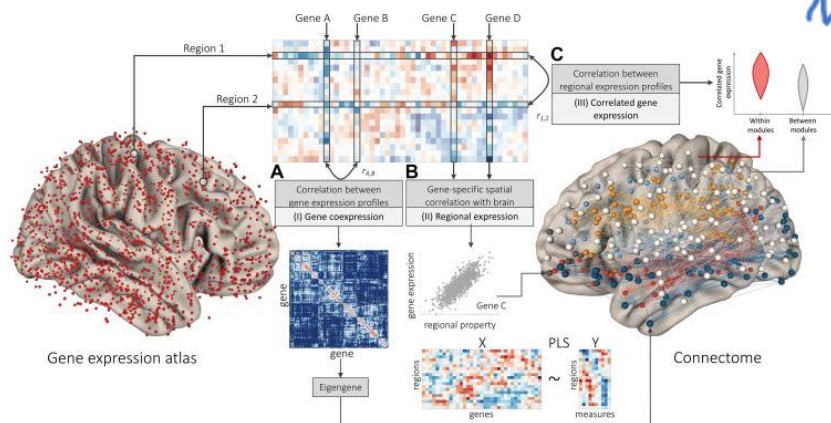 Gene A
Gene B
Gene C
Gene D
Region 1
Region 2
C
Correlation between
regional expression profiles
(III) Correlated gene
expression
r1,2
Correlated gene
expression
Within
modules
Between
modules
A
rA,B
Correlation between
gene expression profiles
(I) Gene coexpression
B
Gene-specific spatial
correlation with brain
(II) Regional expression
gene
gene
gene expression
Gene C
regional property
Gene expression atlas
Connectome
Eigengene
X
PLS
Y
regions
~
regions
genes
measures